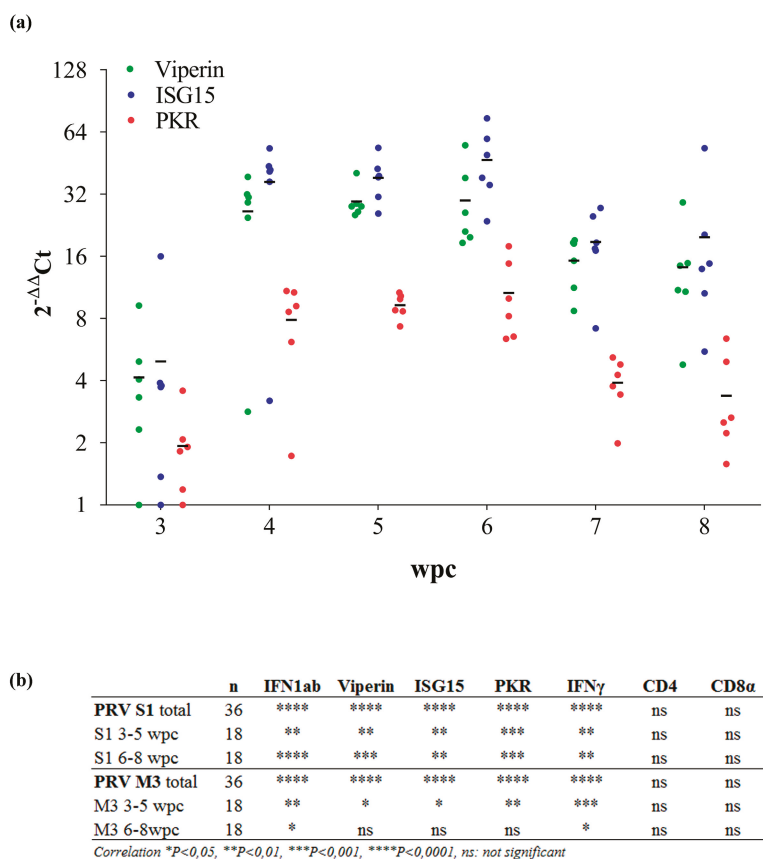 (a)
128
64
32
16
8
4
2
1
2^-ΔΔCt
Viperin
ISG15
PKR
3 4 5 6 7 8
wpc
(b)
n IFN1ab Viperin ISG15 PKR IFNγ CD4 CD8α
PRV S1 total 36 **** **** **** **** **** ns ns
S1 3-5 wpc 18 ** ** ** *** ** ns ns
S1 6-8 wpc 18 **** *** ** *** ** ns ns
PRV M3 total 36 **** **** **** **** **** ns ns
M3 3-5 wpc 18 ** * * ** *** ns ns
M3 6-8wpc 18 * ns ns ns * ns ns
Correlation *P<0,05, **P<0,01, ***P<0,001, ****P<0,0001, ns: not significant